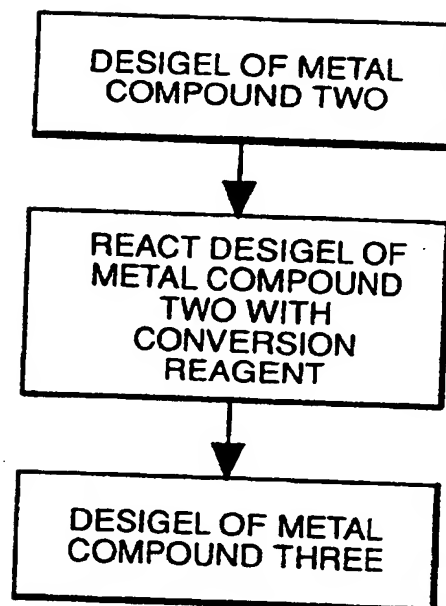 DESIGEL OF METAL
COMPOUND TWO
REACT DESIGEL OF
METAL COMPOUND
TWO WITH
CONVERSION
REAGENT
DESIGEL OF METAL
COMPOUND THREE